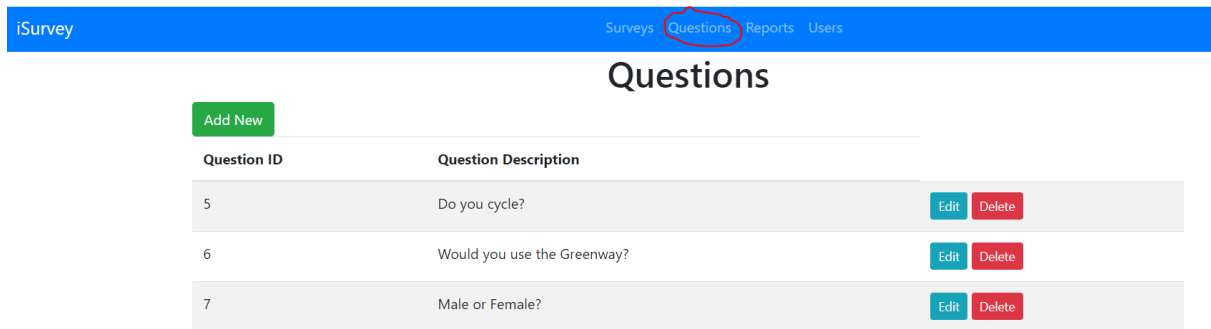 iSurvey Surveys Questions Reports Users
Questions
Add New
Question ID Question Description
5 Do you cycle? Edit Delete
6 Would you use the Greenway? Edit Delete
7 Male or Female? Edit Delete